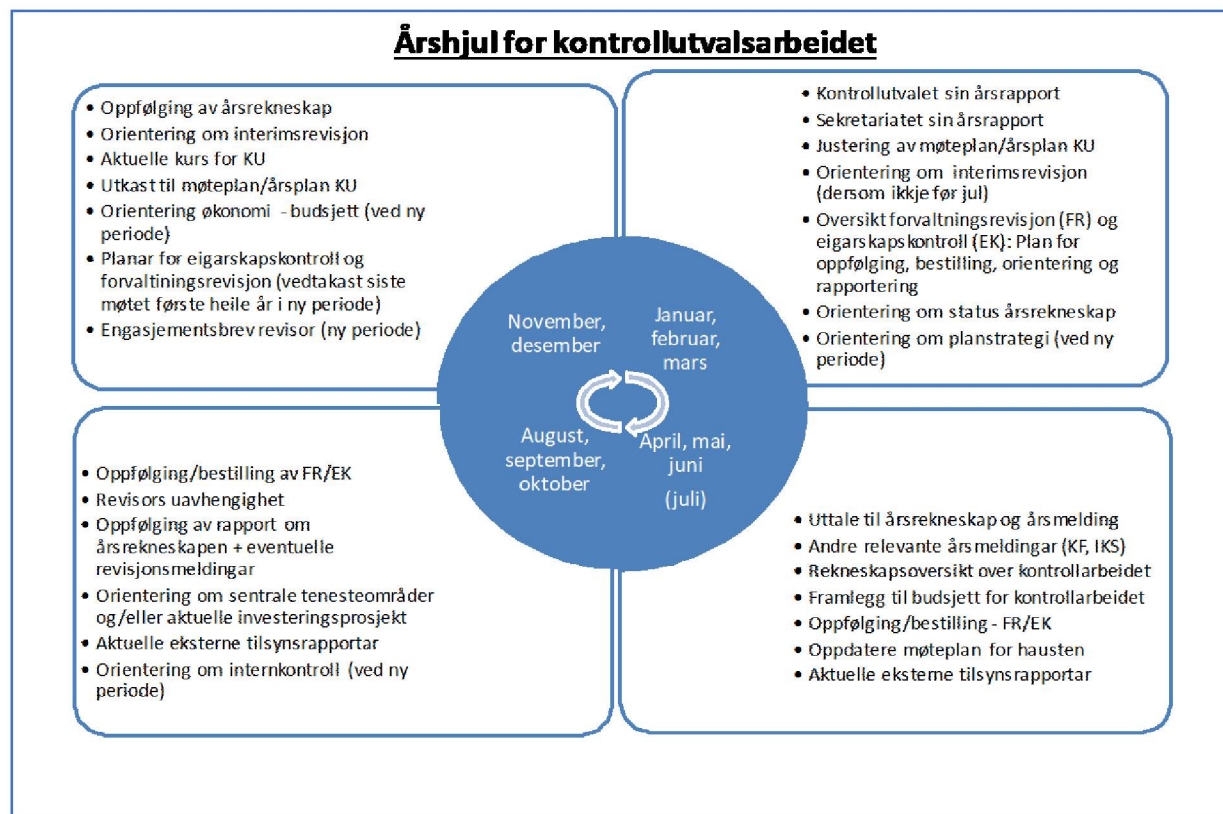 Årshjul for kontrollutvalsarbeidet
• Oppfølging av årsrekneskap
• Orientering om interimsrevisjon
• Aktuelle kurs for KU
• Utkast til møteplan/årsplan KU
• Orientering økonomi - budsjett (ved ny
periode)
• Planar for eigarskapskontroll og
forvaltiningsrevisjon (vedtakast siste
møtet første heile år i ny periode)
• Engasjementsbrev revisor (ny periode)
• Kontrollutvalet sin årsrapport
• Sekretariatet sin årsrapport
• Justering av møteplan/årsplan KU
• Orientering om interimsrevisjon
(dersom ikkje før jul)
• Oversikt forvaltningsrevisjon (FR) og
eigarskapskontroll (EK): Plan for
oppfølging, bestilling, orientering og
rapportering
• Orientering om status årsrekneskap
• Orientering om planstrategi (ved ny
periode)
November,
desember
Januar,
februar,
mars
August,
september,
oktober
April, mai,
juni
(juli)
• Oppfølging/bestilling av FR/EK
• Revisors uavhengighet
• Oppfølging av rapport om
årsrekneskapen + eventuelle
revisjonsmeldingar
• Orientering om sentrale tenesteområder
og/eller aktuelle investeringsprosjekt
• Aktuelle eksterne tilsynsrapportar
• Orientering om internkontroll (ved ny
periode)
• Uttale til årsrekneskap og årsmelding
• Andre relevante årsmeldingar (KF, IKS)
• Rekneskapsoversikt over kontrollarbeidet
• Framlegg til budsjett for kontrollarbeidet
• Oppfølging/bestilling - FR/EK
• Oppdatere møteplan for hausten
• Aktuelle eksterne tilsynsrapportar